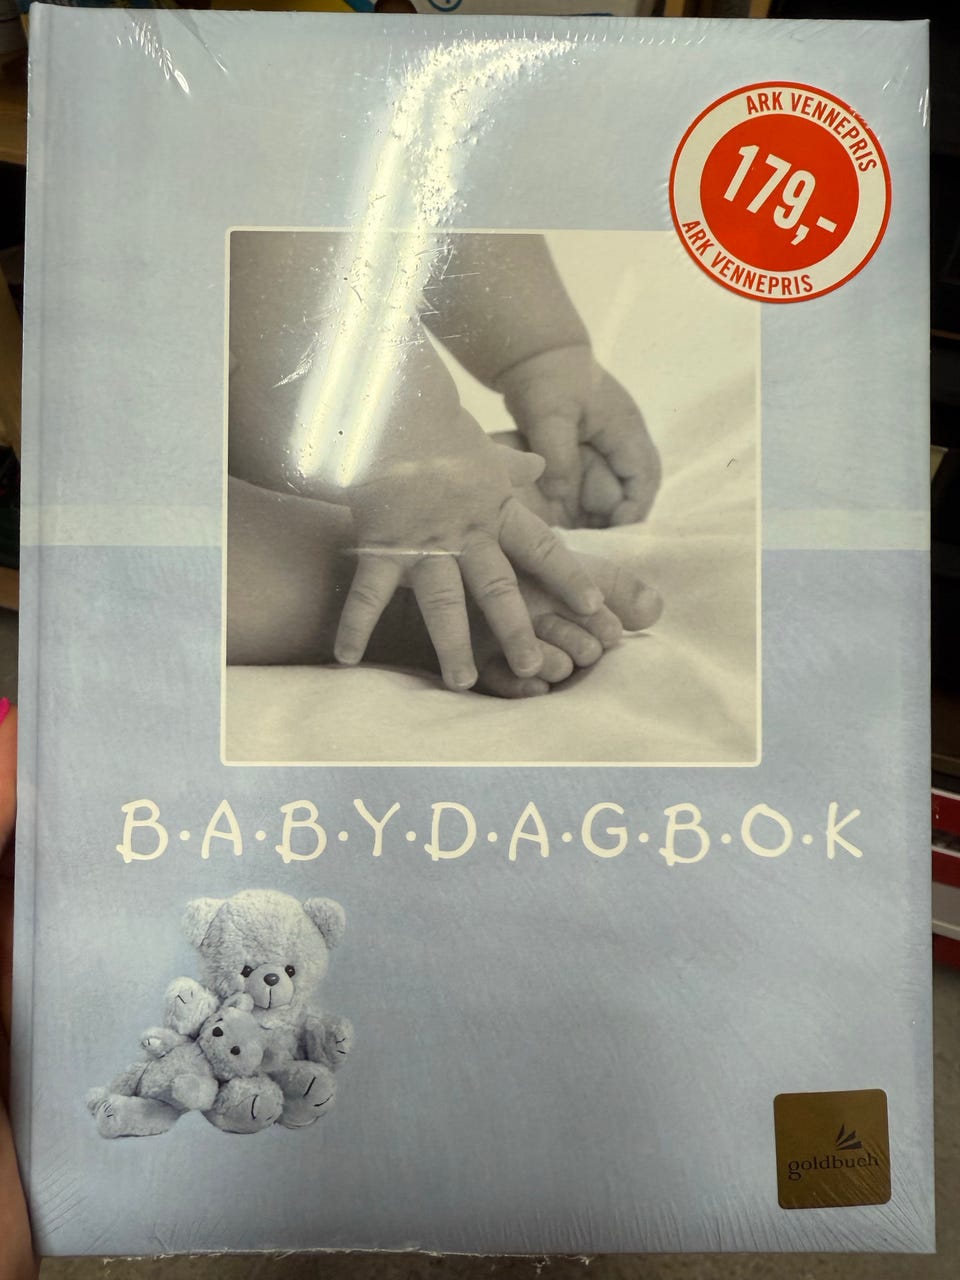 ARK VENNEPRIS
179,-
ARK VENNEPRIS
B·A·B·Y·D·A·G·B·O·K
goldbuch